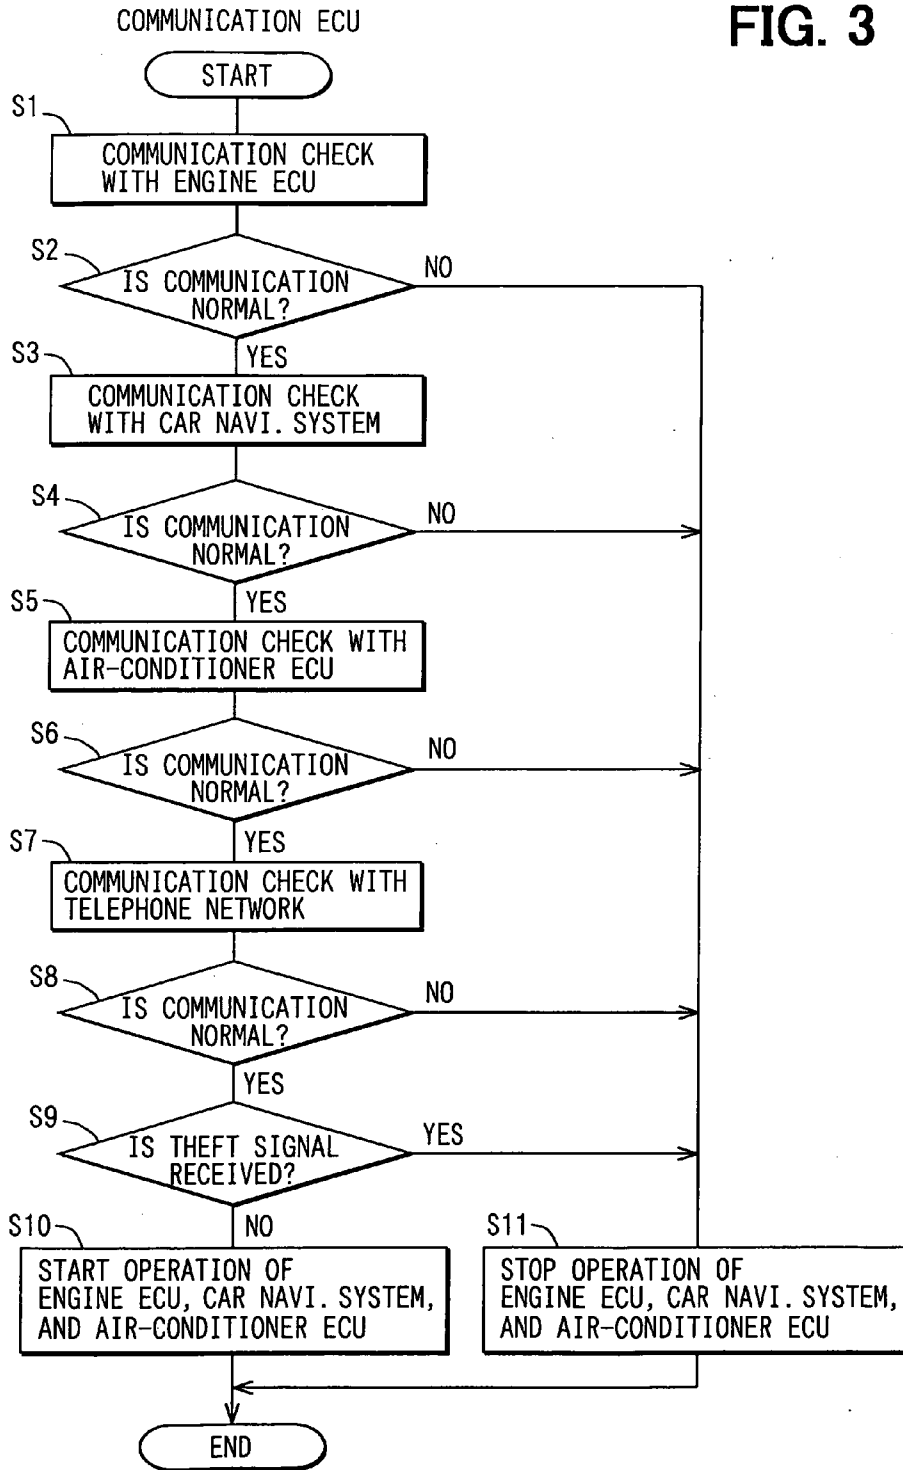 COMMUNICATION ECU
FIG. 3
START
S1
COMMUNICATION CHECK
WITH ENGINE ECU
S2
IS COMMUNICATION
NORMAL?
NO
YES
S3
COMMUNICATION CHECK
WITH CAR NAVI. SYSTEM
S4
IS COMMUNICATION
NORMAL?
NO
YES
S5
COMMUNICATION CHECK WITH
AIR-CONDITIONER ECU
S6
IS COMMUNICATION
NORMAL?
NO
YES
S7
COMMUNICATION CHECK WITH
TELEPHONE NETWORK
S8
IS COMMUNICATION
NORMAL?
NO
YES
S9
IS THEFT SIGNAL
RECEIVED?
YES
NO
S10
START OPERATION OF
ENGINE ECU, CAR NAVI. SYSTEM,
AND AIR-CONDITIONER ECU
S11
STOP OPERATION OF
ENGINE ECU, CAR NAVI. SYSTEM,
AND AIR-CONDITIONER ECU
END